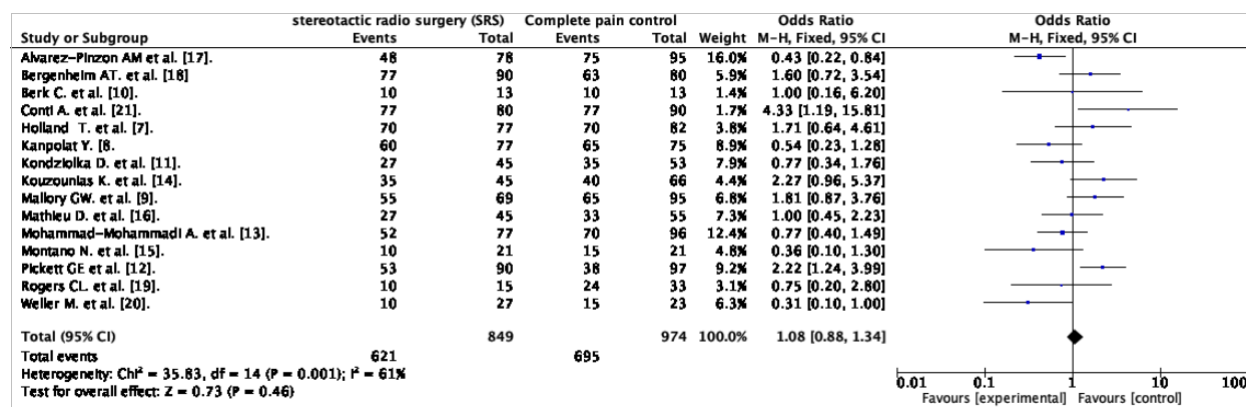 stereotactic radio surgery (SRS) Complete pain control Odds Ratio Odds Ratio
Study or Subgroup Events Total Events Total Weight M-H, Fixed, 95% CI M-H, Fixed, 95% CI
Alvarez-Pinzon AM et al. [17]. 48 78 75 95 16.0% 0.43 [0.22, 0.84]
Bergenheim AT. et al. [18] 77 90 63 80 5.9% 1.60 [0.72, 3.54]
Berk C. et al. [10]. 10 13 10 13 1.4% 1.00 [0.16, 6.20]
Conti A. et al. [21]. 77 80 77 90 1.7% 4.33 [1.19, 15.81]
Holland T. et al. [7]. 70 77 70 82 3.8% 1.71 [0.64, 4.61]
Kanpolat Y. [8. 60 77 65 75 9.2% 0.54 [0.23, 1.28]
Kondziolka D. et al. [11]. 27 45 35 53 7.9% 0.77 [0.34, 1.76]
Kouzounias K. et al. [14]. 35 45 40 66 4.4% 2.27 [0.96, 5.37]
Mallory GW. et al. [9]. 55 69 65 95 6.8% 1.81 [0.87, 3.76]
Mathieu D. et al. [16]. 27 45 33 55 7.3% 1.00 [0.45, 2.23]
Mohammad-Mohammadi A. et al. [13]. 52 77 70 96 12.4% 0.77 [0.40, 1.49]
Montano N. et al. [15]. 10 21 15 21 4.8% 0.36 [0.10, 1.30]
Pickett GE et al. [12]. 53 90 38 97 9.2% 2.22 [1.24, 3.99]
Rogers CL. et al. [19]. 10 15 24 33 3.1% 0.75 [0.20, 2.80]
Weller M. et al. [20]. 10 27 15 23 6.3% 0.31 [0.10, 1.00]
Total (95% CI) 849 974 100.0% 1.08 [0.88, 1.34]
Total events 621 695
Heterogeneity: Chi² = 35.83, df = 14 (P = 0.001); I² = 61%
Test for overall effect: Z = 0.73 (P = 0.46)
0.01 0.1 1 10 100
Favours [experimental] Favours [control]